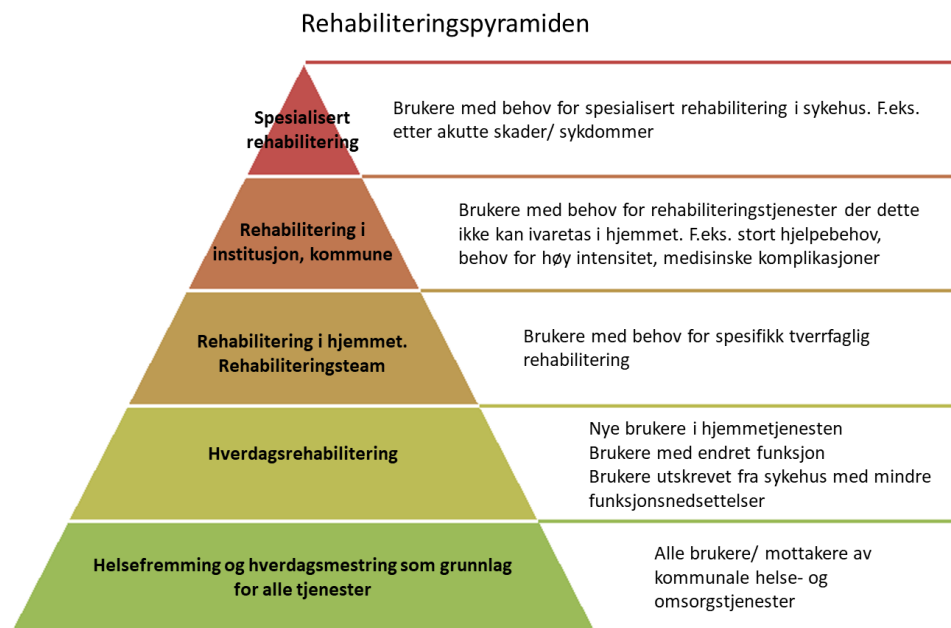 Rehabiliteringspyramiden
Spesialisert
rehabilitering
Brukere med behov for spesialisert rehabilitering i sykehus. F.eks.
etter akutte skader/ sykdommer
Rehabilitering i
institusjon, kommune
Brukere med behov for rehabiliteringstjenester der dette
ikke kan ivaretas i hjemmet. F.eks. stort hjelpebehov,
behov for høy intensitet, medisinske komplikasjoner
Rehabilitering i hjemmet.
Rehabiliteringsteam
Brukere med behov for spesifikk tverrfaglig
rehabilitering
Hverdagsrehabilitering
Nye brukere i hjemmetjenesten
Brukere med endret funksjon
Brukere utskrevet fra sykehus med mindre
funksjonsnedsettelser
Helsefremming og hverdagsmestring som grunnlag
for alle tjenester
Alle brukere/ mottakere av
kommunale helse- og
omsorgstjenester